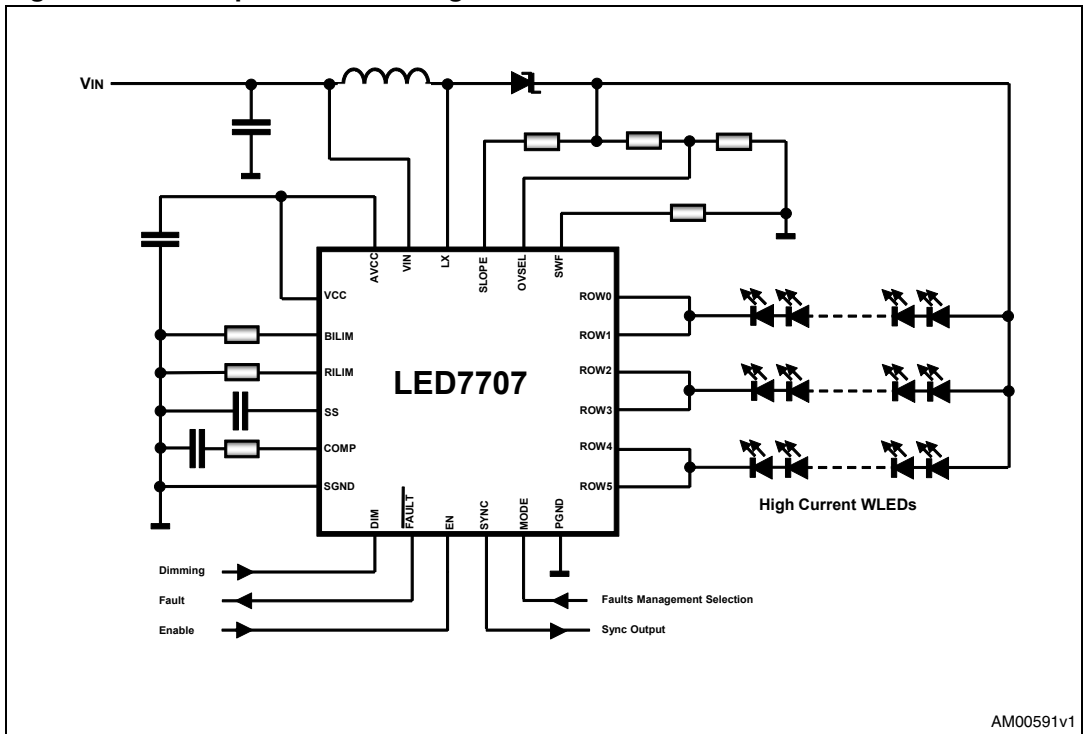 VIN
AVCC
VIN
LX
SLOPE
OVSEL
SWF
VCC
BILIM
RILIM
SS
COMP
SGND
LED7707
ROW0
ROW1
ROW2
ROW3
ROW4
ROW5
High Current WLEDs
DIM
FAULT
EN
SYNC
MODE
PGND
Dimming
Fault
Enable
Faults Management Selection
Sync Output
AM00591v1